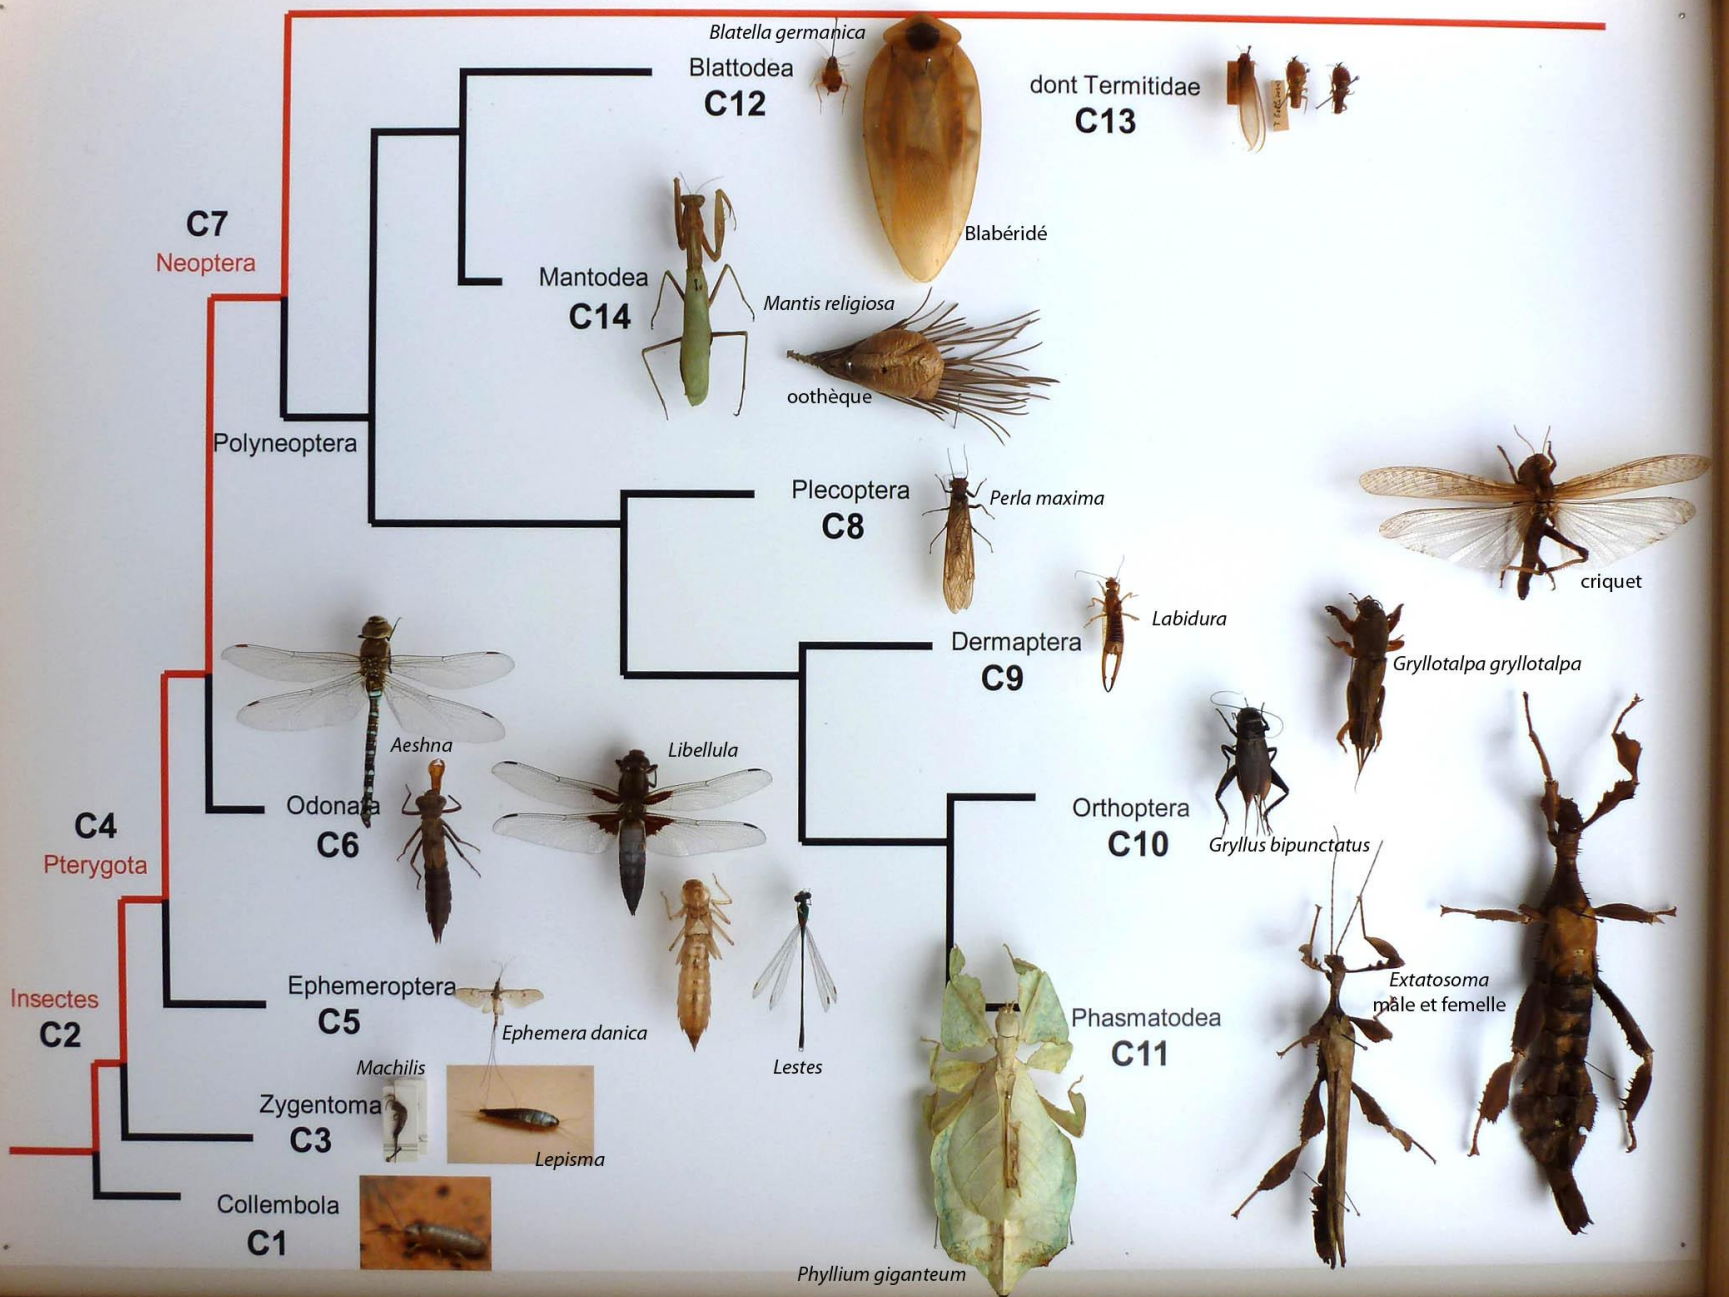 Blatella germanica
Blattodea
C12
dont Termitidae
C13
Blabéridé
C7
Neoptera
Mantodea
C14
Mantis religiosa
oothèque
Polyneoptera
Plecoptera
C8
Perla maxima
criquet
Dermaptera
C9
Labidura
Gryllotalpa gryllotalpa
Aeshna
Libellula
Odonata
C6
Orthoptera
C10
Gryllus bipunctatus
C4
Pterygota
Ephemeroptera
C5
Ephemera danica
Lestes
Extatosoma
mâle et femelle
Phasmatodea
C11
Insectes
C2
Machilis
Zygentoma
C3
Lepisma
Collembola
C1
Phyllium giganteum